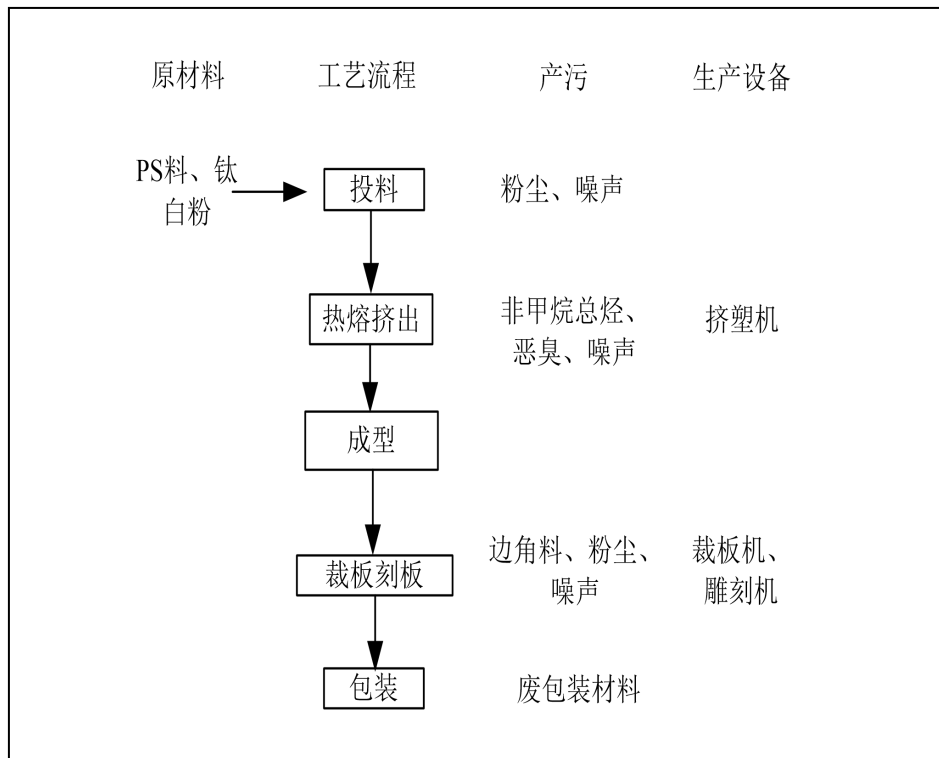 原材料 工艺流程 产污 生产设备
PS料、钛
白粉
投料
粉尘、噪声
热熔挤出
非甲烷总烃、
恶臭、噪声
挤塑机
成型
裁板刻板
边角料、粉尘、
噪声
裁板机、
雕刻机
包装
废包装材料